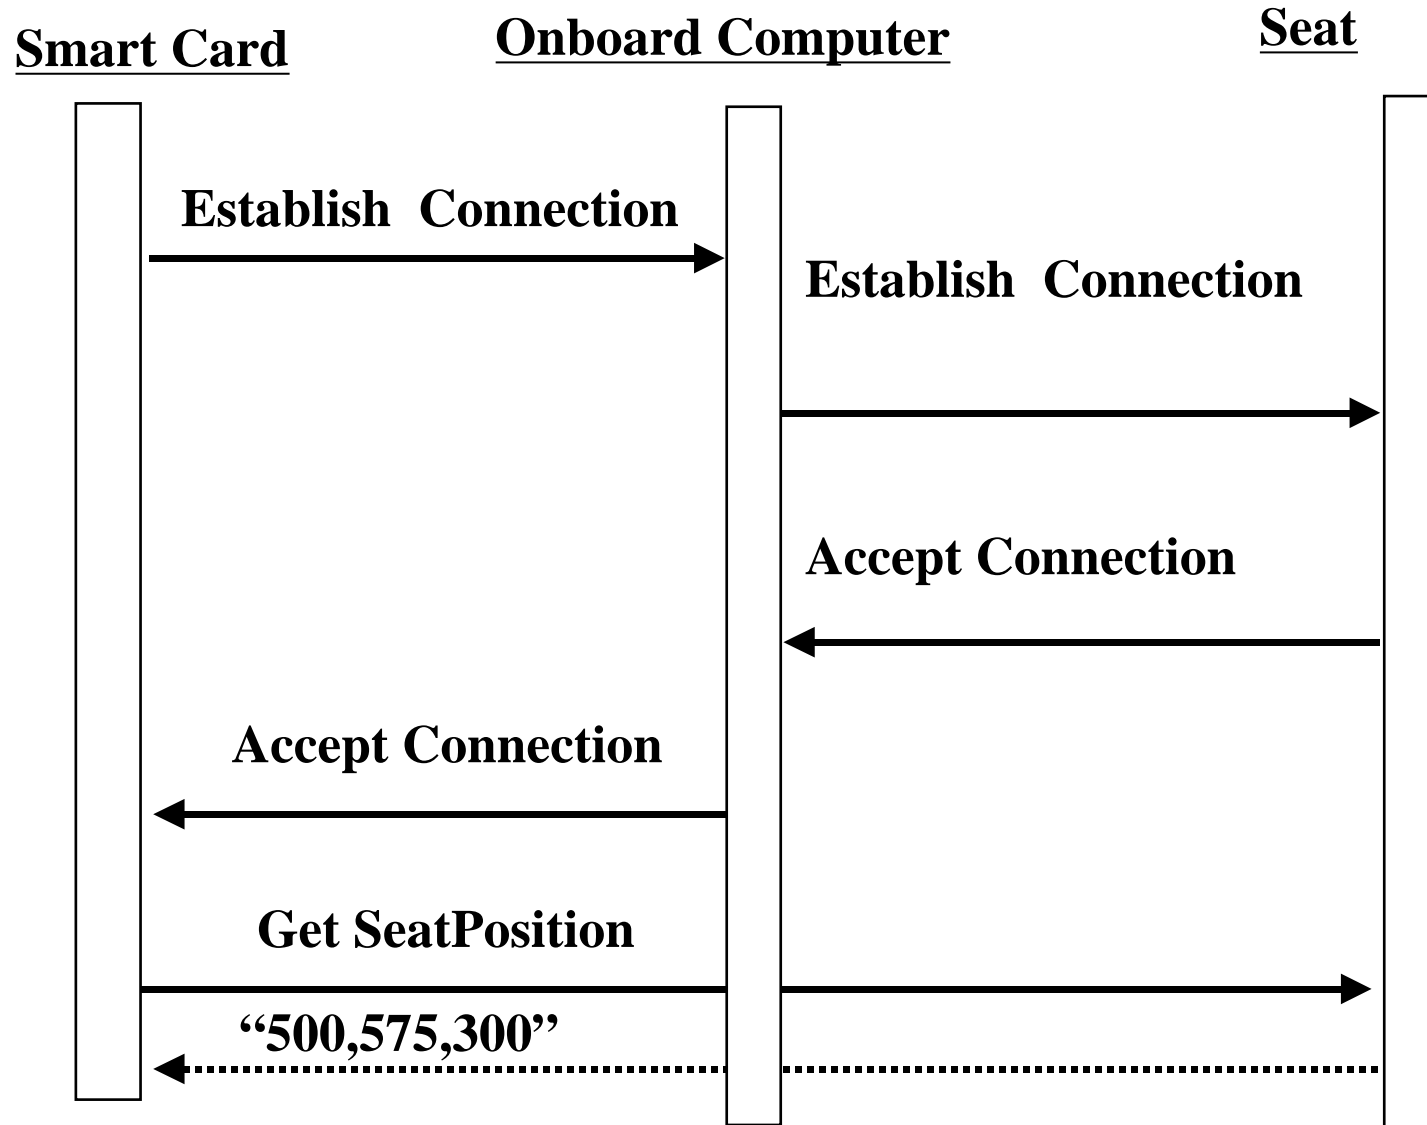 Smart Card
Onboard Computer
Seat
Establish  Connection
Establish  Connection
Accept Connection
Accept Connection
Get SeatPosition
“500,575,300”